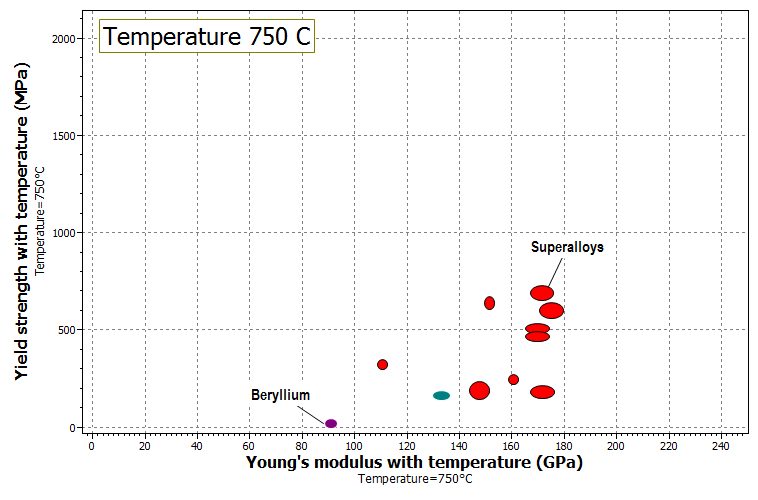 Temperature 750 C
Yield strength with temperature (MPa)
Temperature=750°C
2000
1500
1000
500
0
Superalloys
Beryllium
0 20 40 60 80 100 120 140 160 180 200 220 240
Young's modulus with temperature (GPa)
Temperature=750°C